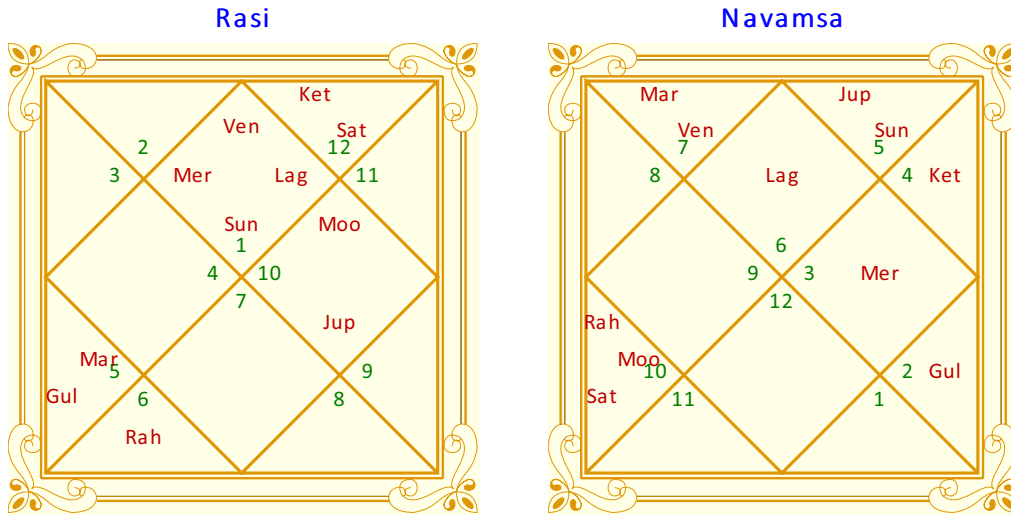 Rasi
Ket
Ven
Sat
2
12
3
Mer
Lag
11
Sun
Moo
1
4
10
7
Jup
Mar
5
9
Gul
6
8
Rah
Navamsa
Mar
Jup
Ven
Sun
7
5
8
Lag
4
Ket
6
9
3
Mer
12
Rah
Moo
10
2
Gul
Sat
11
1